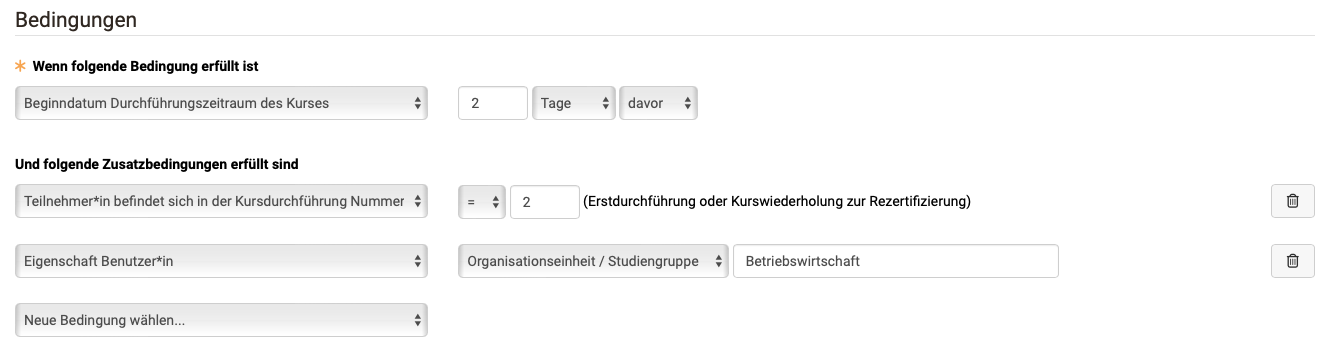 Bedingungen
Wenn folgende Bedingung erfüllt ist
Beginndatum Durchführungszeitraum des Kurses 2 Tage davor
Und folgende Zusatzbedingungen erfüllt sind
Teilnehmer*in befindet sich in der Kursdurchführung Nummer = 2 (Erstdurchführung oder Kurswiederholung zur Rezertifizierung)
Eigenschaft Benutzer*in Organisationseinheit / Studiengruppe Betriebswirtschaft
Neue Bedingung wählen...